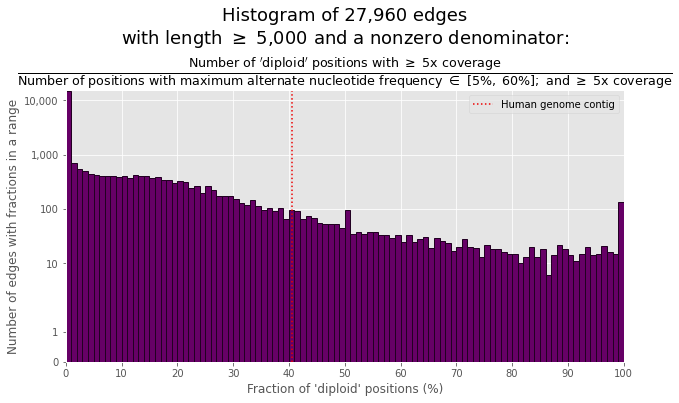 Histogram of 27,960 edges
with length ≥ 5,000 and a nonzero denominator:
Number of 'diploid' positions with ≥ 5x coverage
Number of positions with maximum alternate nucleotide frequency ∈ [5%, 60%]; and ≥ 5x coverage
Number of edges with fractions in a range
10,000
1,000
100
10
1
0
Human genome contig
0 10 20 30 40 50 60 70 80 90 100
Fraction of 'diploid' positions (%)